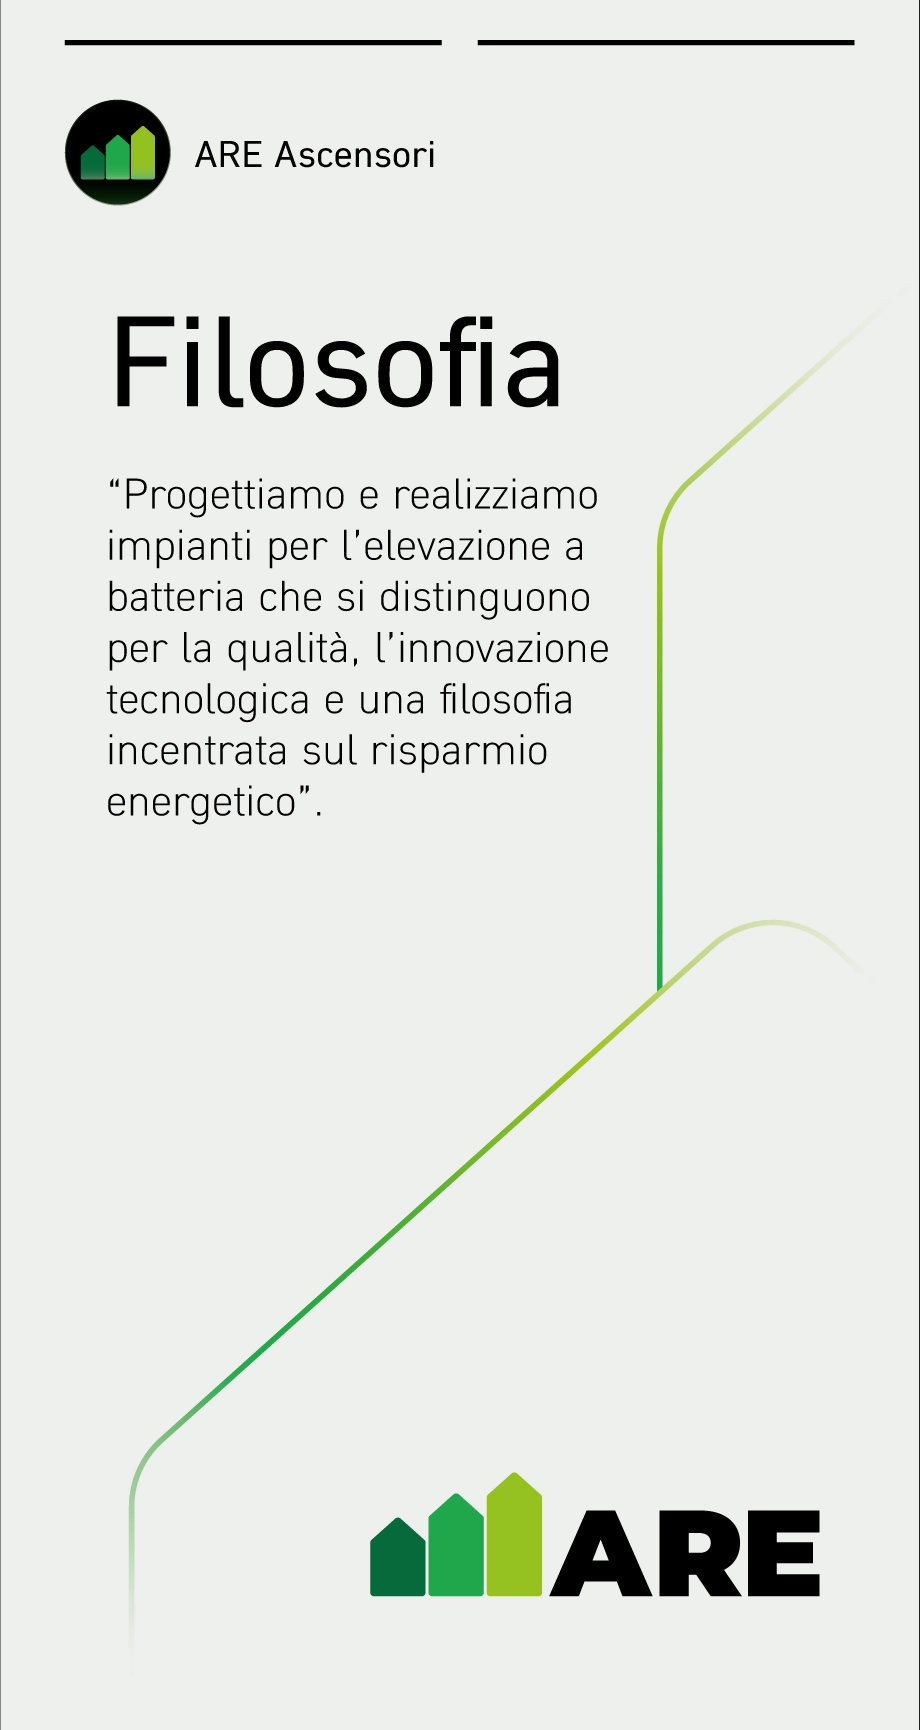 ARE Ascensori
Filosofia
“Progettiamo e realizziamo
impianti per l’elevazione a
batteria che si distinguono
per la qualità, l’innovazione
tecnologica e una filosofia
incentrata sul risparmio
energetico”.
ARE